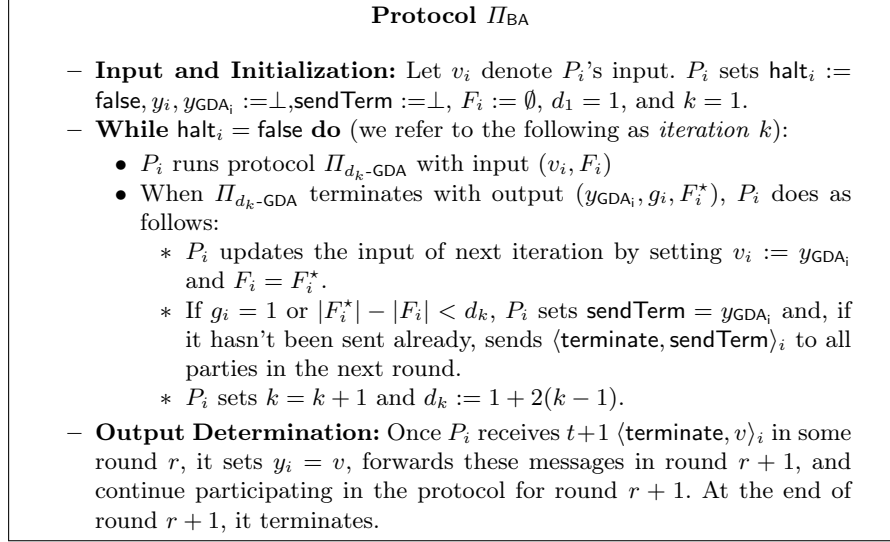 Protocol Π_BA
– Input and Initialization: Let v_i denote P_i's input. P_i sets halt_i :=
false, y_i, y_GDA_i :=⊥,sendTerm :=⊥, F_i := ∅, d_1 = 1, and k = 1.
– While halt_i = false do (we refer to the following as iteration k):
• P_i runs protocol Π_{d_k-GDA} with input (v_i, F_i)
• When Π_{d_k-GDA} terminates with output (y_GDA_i, g_i, F_i^⋆), P_i does as
follows:
∗ P_i updates the input of next iteration by setting v_i := y_GDA_i
and F_i = F_i^⋆.
∗ If g_i = 1 or |F_i^⋆| − |F_i| < d_k, P_i sets sendTerm = y_GDA_i and, if
it hasn't been sent already, sends ⟨terminate, sendTerm⟩_i to all
parties in the next round.
∗ P_i sets k = k + 1 and d_k := 1 + 2(k − 1).
– Output Determination: Once P_i receives t+1 ⟨terminate, v⟩_i in some
round r, it sets y_i = v, forwards these messages in round r + 1, and
continue participating in the protocol for round r + 1. At the end of
round r + 1, it terminates.